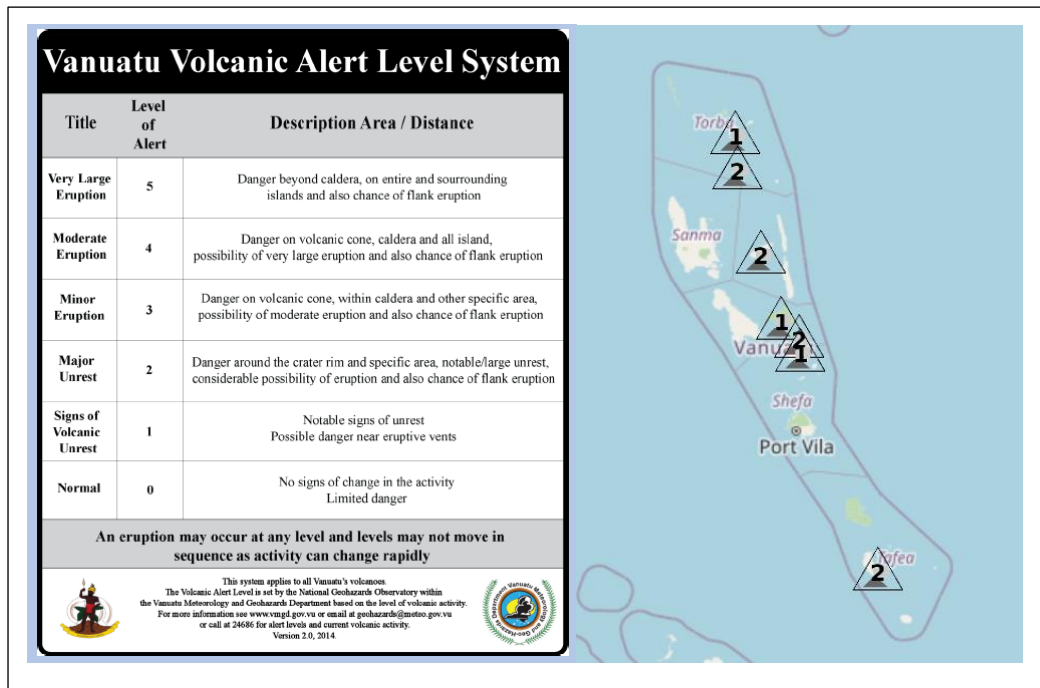 Vanuatu Volcanic Alert Level System
Title
Level
of
Alert
Description Area / Distance
Very Large
Eruption
5
Danger beyond caldera, on entire and sourrounding
islands and also chance of flank eruption
Moderate
Eruption
4
Danger on volcanic cone, caldera and all island,
possibility of very large eruption and also chance of flank eruption
Minor
Eruption
3
Danger on volcanic cone, within caldera and other specific area,
possibility of moderate eruption and also chance of flank eruption
Major
Unrest
2
Danger around the crater rim and specific area, notable/large unrest,
considerable possibility of eruption and also chance of flank eruption
Signs of
Volcanic
Unrest
1
Notable signs of unrest
Possible danger near eruptive vents
Normal
0
No signs of change in the activity
Limited danger
An eruption may occur at any level and levels may not move in
sequence as activity can change rapidly
This system applies to all Vanuatu's volcanoes.
The Volcanic Alert Level is set by the National Geohazards Observatory within
the Vanuatu Meteorology and Geohazards Department based on the level of volcanic activity.
For more information see www.vmgd.gov.vu or email at geohazards@meteo.gov.vu
or call at 24686 for alert levels and current volcanic activity.
Version 2.0, 2014.
Torba
1
2
Sanma
2
1
2
Vanuatu
1
Shefa
Port Vila
Tafea
2